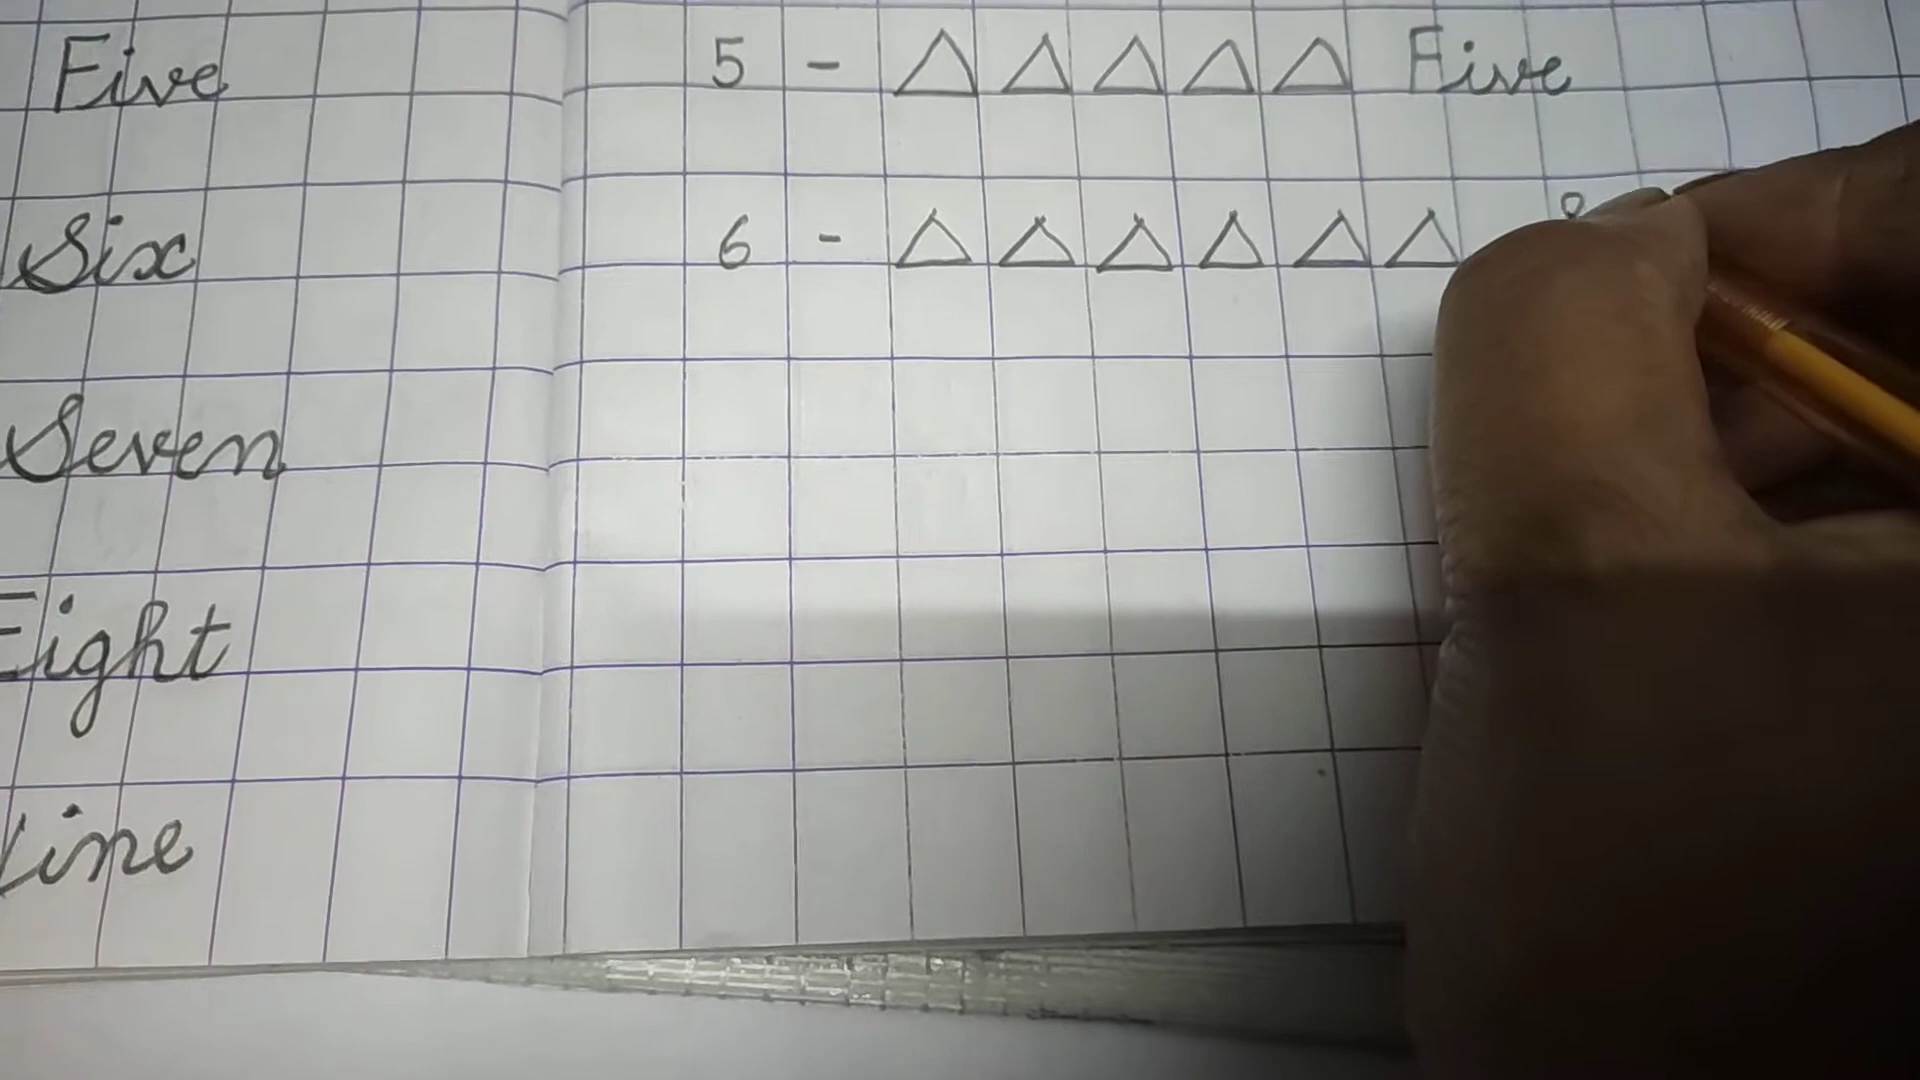 Five
Six
Seven
Eight
5 - △ △ △ △ △ Five
6 - △ △ △ △ △ △